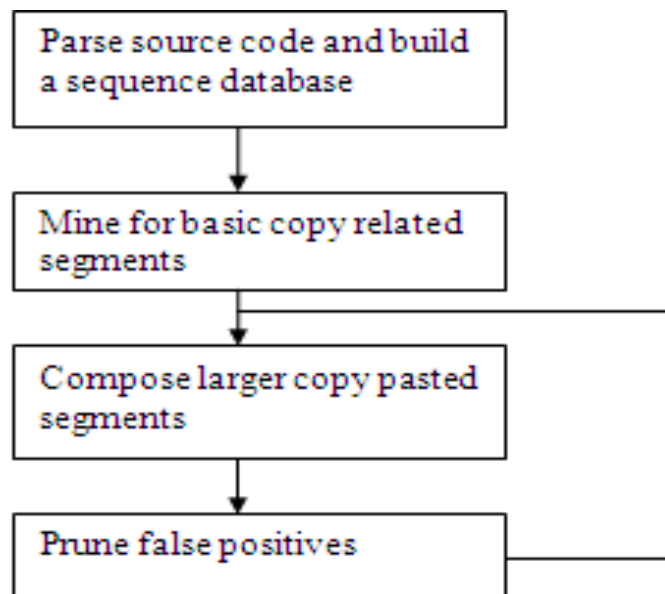 Parse source code and build
a sequence database
Mine for basic copy related
segments
Compose larger copy pasted
segments
Prune false positives